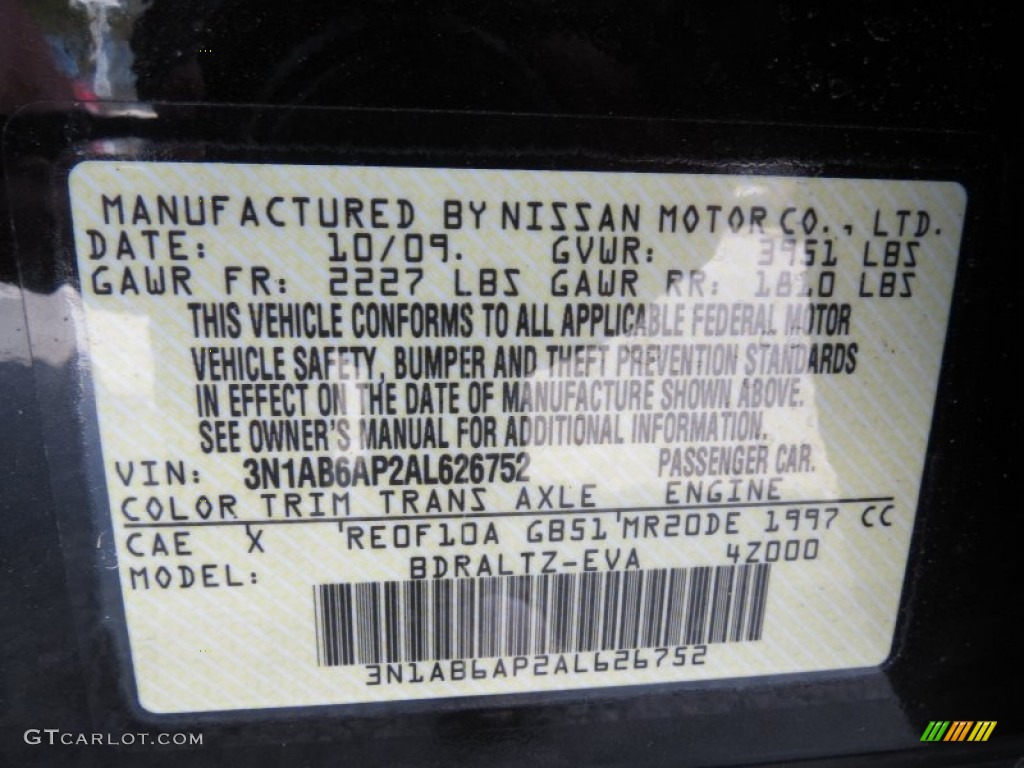 MANUFACTURED BY NISSAN MOTOR CO., LTD.
DATE: 10/09. GVWR: 3951 LBS
GAWR FR: 2227 LBS GAWR RR: 1810 LBS
THIS VEHICLE CONFORMS TO ALL APPLICABLE FEDERAL MOTOR
VEHICLE SAFETY, BUMPER AND THEFT PREVENTION STANDARDS
IN EFFECT ON THE DATE OF MANUFACTURE SHOWN ABOVE.
SEE OWNER'S MANUAL FOR ADDITIONAL INFORMATION.
VIN: 3N1AB6AP2AL626752 PASSENGER CAR.
COLOR TRIM TRANS AXLE ENGINE
CAE X RE0F10A GB51 MR20DE 1997 CC
MODEL: BDRALTZ-EVA 4Z000
3N1AB6AP2AL626752
GTCARLOT.COM